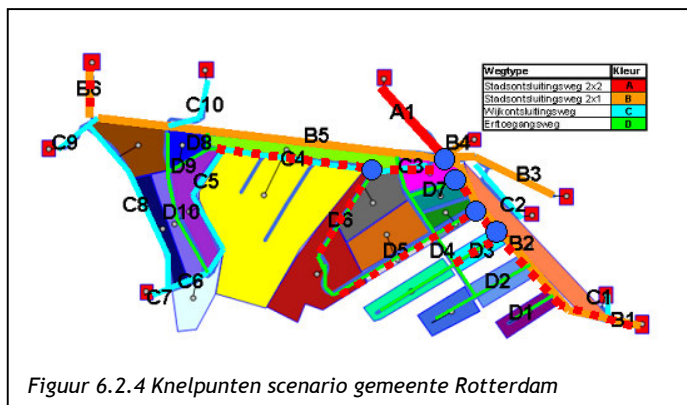 Wegtype Kleur
Stadsontsluitingsweg 2x2 A
Stadsontsluitingsweg 2x1 B
Wijkontsluitingsweg C
Erftoegangsweg D
B6
C10
A1
C9
D8
B5
B4
C4
C3
B3
D9
C5
D7
C2
C8
D10
D6
D5
D4
D3
B2
C6
C7
D2
D1
C1
B1
Figuur 6.2.4 Knelpunten scenario gemeente Rotterdam